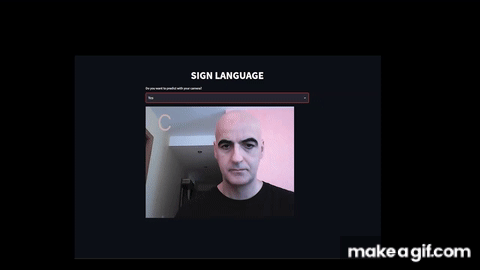 SIGN LANGUAGE
Do you want to predict with your camera?
Yes
C
makeagif.com